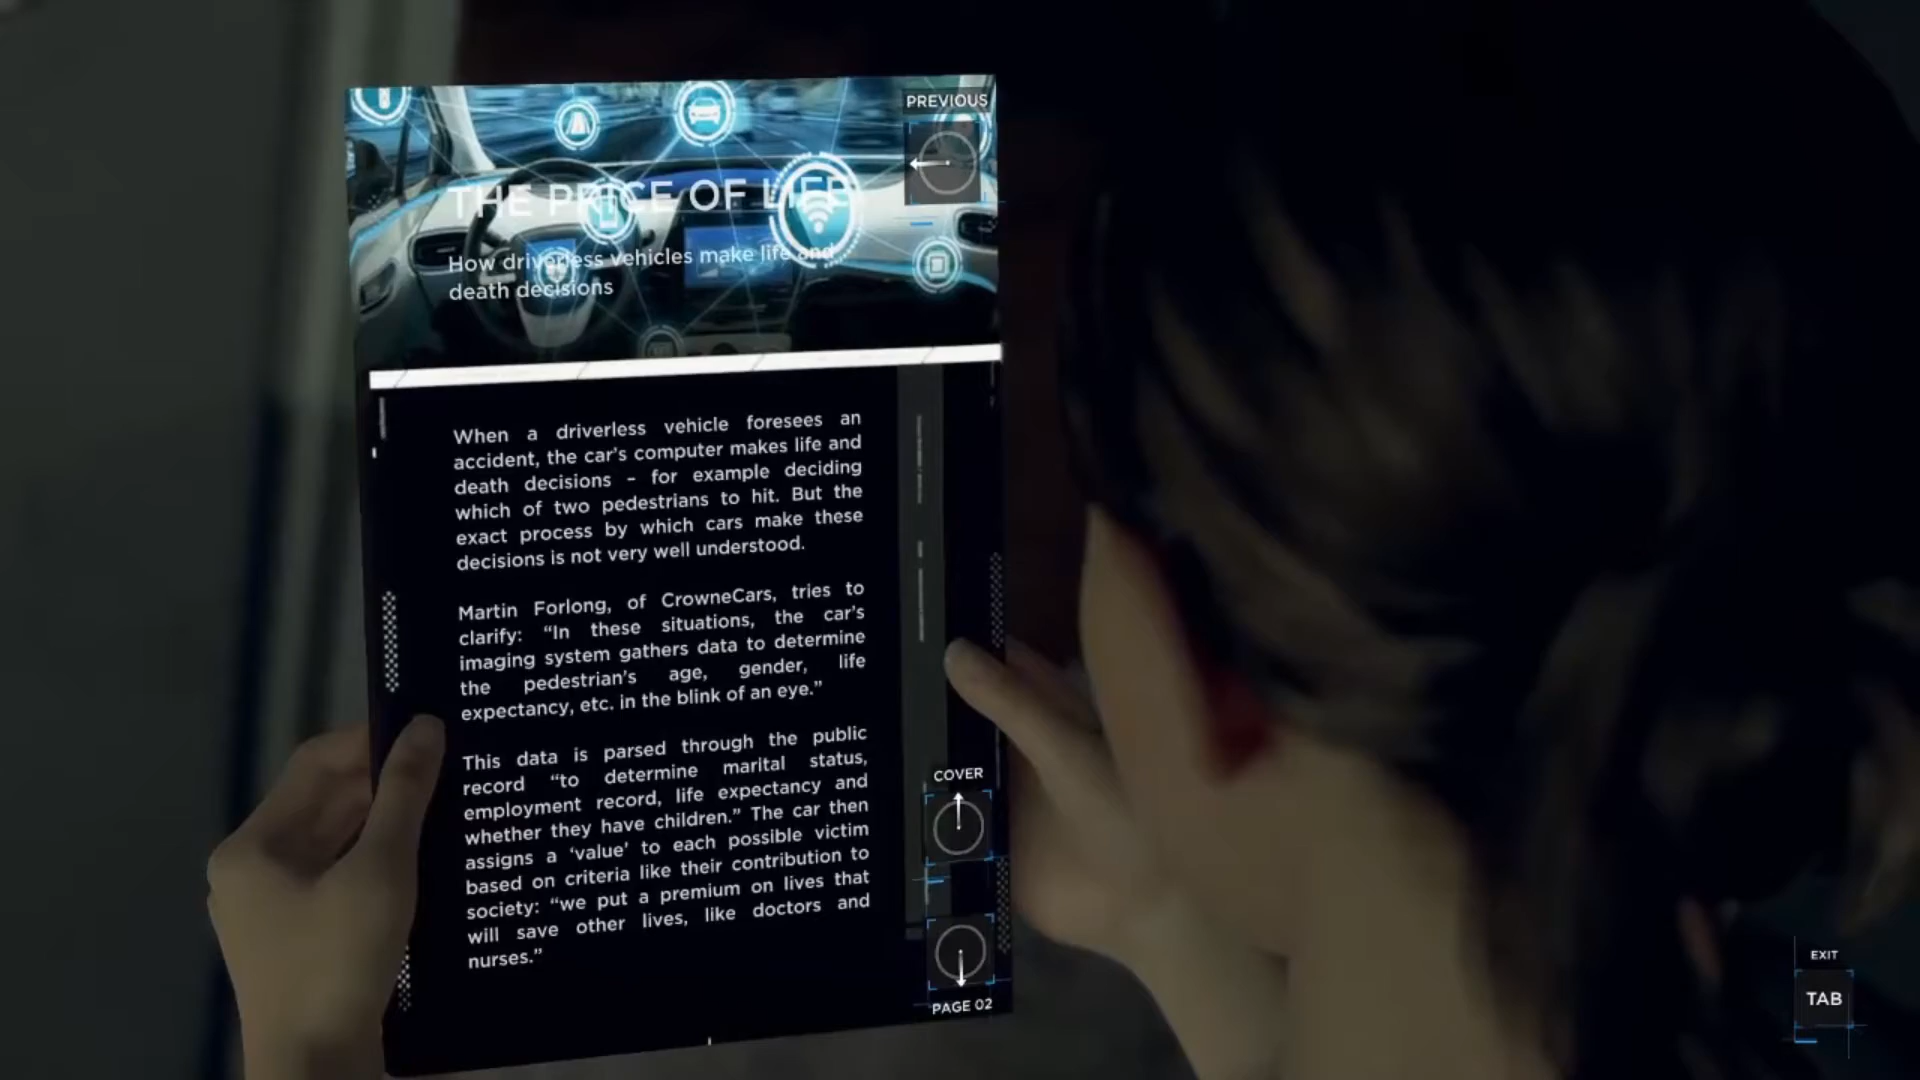 PREVIOUS
THE PRICE OF LIFE
How driverless vehicles make life and
death decisions
When a driverless vehicle foresees an
accident, the car's computer makes life and
death decisions – for example deciding
which of two pedestrians to hit. But the
exact process by which cars make these
decisions is not very well understood.
Martin Forlong, of CrowneCars, tries to
clarify: “In these situations, the car's
imaging system gathers data to determine
the pedestrian's age, gender, life
expectancy, etc. in the blink of an eye.”
This data is parsed through the public
record “to determine marital status,
employment record, life expectancy and
whether they have children.” The car then
assigns a ‘value’ to each possible victim
based on criteria like their contribution to
society: “we put a premium on lives that
will save other lives, like doctors and
nurses.”
COVER
PAGE 02
EXIT
TAB